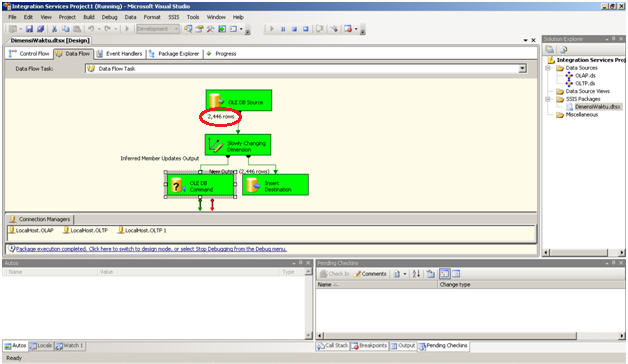 Integration Services Project1 (Running) - Microsoft Visual Studio
File Edit View Project Build Debug Data Format SSIS Tools Window Help
Development
DimensiWaktu.dtsx [Design]
Control Flow Data Flow Event Handlers Package Explorer Progress
Data Flow Task: Data Flow Task
OLE DB Source
2,446 rows
Slowly Changing
Dimension
Inferred Member Updates Output
New Output (2,446 rows)
OLE DB
Command
Insert
Destination
Connection Managers
LocalHost.OLAP LocalHost.OLTP LocalHost.OLTP 1
Package execution completed. Click here to switch to design mode, or select Stop Debugging from the Debug menu.
Solution Explorer
Integration Services Proj
Data Sources
OLAP.ds
OLTP.ds
Data Source Views
SSIS Packages
DimensiWaktu.dtsx
Miscellaneous
Autos
Name Value Type
Autos Locals Watch 1
Pending Checkins
Check In Comments
Name Change type
Call Stack Breakpoints Output Pending Checkins
Ready